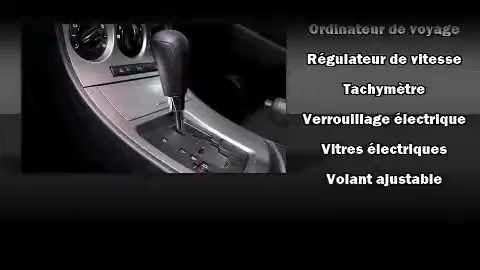 Ordinateur de voyage
Régulateur de vitesse
Tachymètre
Verrouillage électrique
Vitres électriques
Volant ajustable